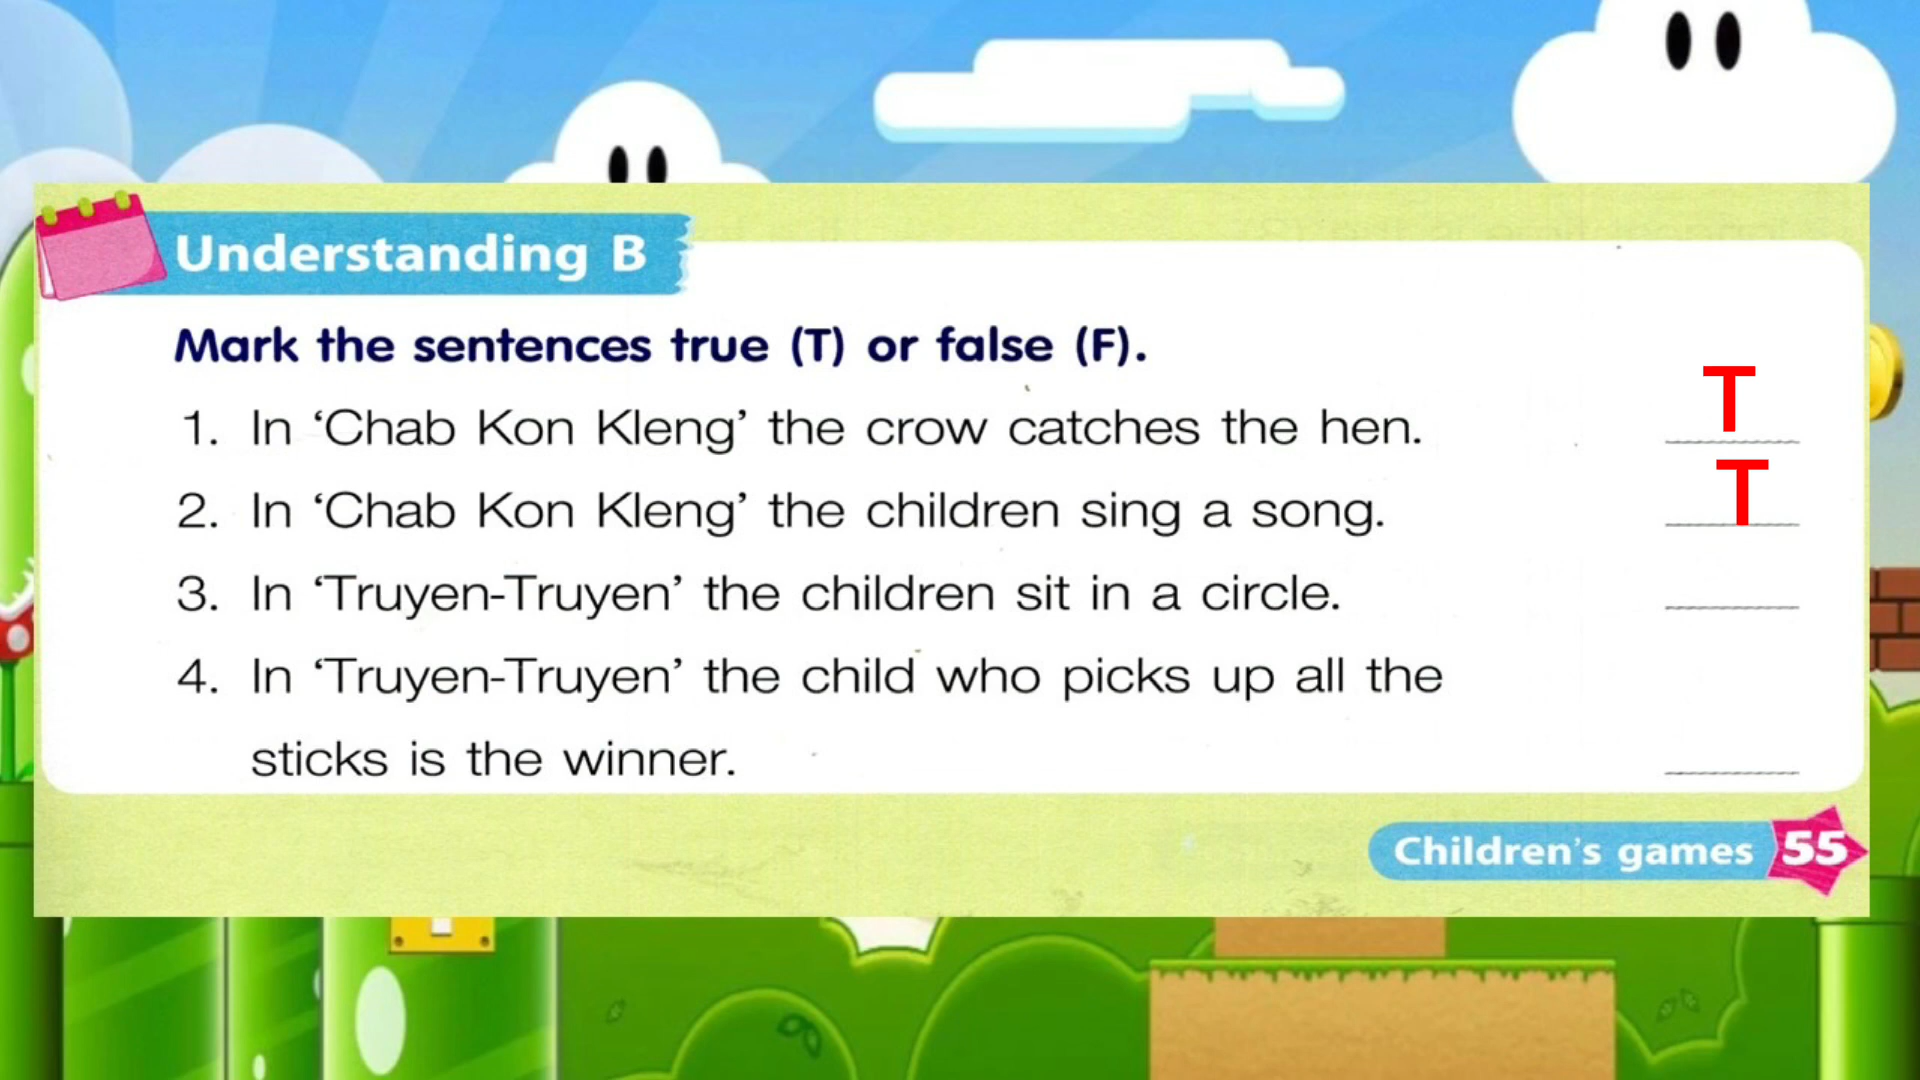 Understanding B
Mark the sentences true (T) or false (F).
1. In ‘Chab Kon Kleng’ the crow catches the hen. T
2. In ‘Chab Kon Kleng’ the children sing a song. T
3. In ‘Truyen-Truyen’ the children sit in a circle.
4. In ‘Truyen-Truyen’ the child who picks up all the
sticks is the winner.
Children's games 55